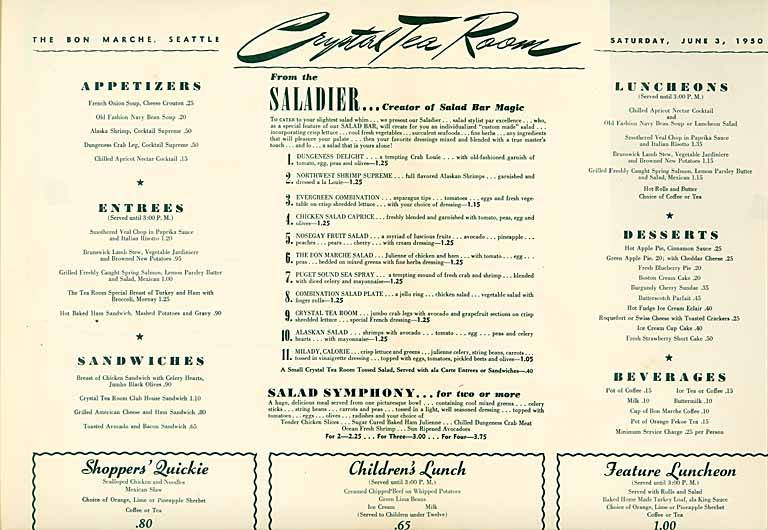 THE BON MARCHE, SEATTLE
Crystal Tea Room
SATURDAY, JUNE 3, 1950
APPETIZERS
French Onion Soup, Cheese Crouton .25
Old Fashion Navy Bean Soup .20
Alaska Shrimp, Cocktail Supreme .50
Dungeness Crab Leg, Cocktail Supreme .50
Chilled Apricot Nectar Cocktail .15
ENTREES
(Served until 3:00 P. M.)
Smothered Veal Chop in Paprika Sauce
and Italian Risotto 1.20
Brunswick Lamb Stew, Vegetable Jardiniere
and Browned New Potatoes .95
Grilled Freshly Caught Spring Salmon, Lemon Parsley Butter
and Salad, Mexican 1.00
The Tea Room Special Breast of Turkey and Ham with
Broccoli, Mornay 1.25
Hot Baked Ham Sandwich, Mashed Potatoes and Gravy .90
SANDWICHES
Breast of Chicken Sandwich with Celery Hearts,
Jumbo Black Olives .90
Crystal Tea Room Club House Sandwich 1.10
Grilled American Cheese and Ham Sandwich .80
Toasted Avocado and Bacon Sandwich .65
From the
SALADIER... Creator of Salad Bar Magic
TO CATER to your slightest salad whim... we present our Saladier... salad stylist par excellence... who,
as a special feature of our SALAD BAR, will create for you an individualized "custom made" salad...
incorporating crisp lettuce... cool fresh vegetables... succulent seafoods... fine herbs... any ingredients
that will pleasure your palate... then your favorite dressings mixed and blended with a true master's
touch... and lo... a salad that is yours alone!
1. DUNGENESS DELIGHT... a tempting Crab Louie... with old-fashioned garnish of
tomato, egg, peas and olives—1.25
2. NORTHWEST SHRIMP SUPREME... full flavored Alaskan Shrimps... garnished and
dressed a la Louie—1.25
3. EVERGREEN COMBINATION... asparagus tips... tomatoes... eggs and fresh vege-
table on crisp shredded lettuce... with your choice of dressing—1.15
4. CHICKEN SALAD CAPRICE... freshly blended and garnished with tomato, peas, egg and
olives—1.25
5. NOSEGAY FRUIT SALAD... a myriad of luscious fruits... avocado... pineapple...
peaches... pears... cherry... with cream dressing—1.25
6. THE BON MARCHE SALAD... Julienne of chicken and ham... with tomato... egg...
peas... bedded on mixed greens with fine herbs dressing—1.25
7. PUGET SOUND SEA SPRAY... a tempting mound of fresh crab and shrimp... blended
with diced celery and mayonnaise—1.25
8. COMBINATION SALAD PLATE... a jello ring... chicken salad... vegetable salad with
finger rolls—1.25
9. CRYSTAL TEA ROOM... jumbo crab legs with avocado and grapefruit sections on crisp
shredded lettuce... special French dressing—1.25
10. ALASKAN SALAD... shrimps with avocado... tomato... egg... peas and celery
hearts... with mayonnaise—1.25
11. MILADY, CALORIE... crisp lettuce and greens... julienne celery, string beans, carrots...
tossed in vinaigrette dressing... topped with eggs, tomatoes, pickled beets and olives—1.05
A Small Crystal Tea Room Tossed Salad, Served with ala Carte Entrees or Sandwiches—.40
SALAD SYMPHONY... for two or more
A huge, delicious meal served from one picturesque bowl... containing cool mixed greens... celery
sticks... string beans... carrots and peas... tossed in a light, well seasoned dressing... topped with
tomatoes... eggs... olives... radishes and your choice of
Tender Chicken Slices... Sugar Cured Baked Ham Julienne... Chilled Dungeness Crab Meat
Ocean Fresh Shrimp... Sun Ripened Avocados
For 2—2.25... For Three—3.00... For Four—3.75
LUNCHEONS
(Served until 3:00 P. M.)
Chilled Apricot Nectar Cocktail
and
Old Fashion Navy Bean Soup or Luncheon Salad
Smothered Veal Chop in Paprika Sauce
and Italian Risotto 1.35
Brunswick Lamb Stew, Vegetable Jardiniere
and Browned New Potatoes 1.15
Grilled Freshly Caught Spring Salmon, Lemon Parsley Butter
and Salad, Mexican 1.15
Hot Rolls and Butter
Choice of Coffee or Tea
DESSERTS
Hot Apple Pie, Cinnamon Sauce .25
Green Apple Pie. 20; with Cheddar Cheese .25
Fresh Blueberry Pie .20
Boston Cream Cake .20
Burgundy Cherry Sundae .35
Butterscotch Parfait .45
Hot Fudge Ice Cream Eclair .40
Roquefort or Swiss Cheese with Toasted Crackers .25
Ice Cream Cup Cake .40
Fresh Strawberry Short Cake .50
BEVERAGES
Pot of Coffee .15 Ice Tea or Coffee .15
Milk .10 Buttermilk .10
Cup of Bon Marche Coffee .10
Pot of Orange Pekoe Tea .15
Minimum Service Charge .25 per Person
Shoppers' Quickie
Scalloped Chicken and Noodles
Mexican Slaw
Choice of Orange, Lime or Pineapple Sherbet
Coffee or Tea
.80
Children's Lunch
(Served until 3:00 P.M.)
Creamed Chipped Beef on Whipped Potatoes
Green Lima Beans
Ice Cream Milk
(Served to Children under Twelve)
.65
Feature Luncheon
(Served until 3:00 P.M.)
Served with Rolls and Salad
Baked Home Made Turkey Loaf, ala King Sauce
Choice of Orange, Lime or Pineapple Sherbet
Coffee or Tea
1.00